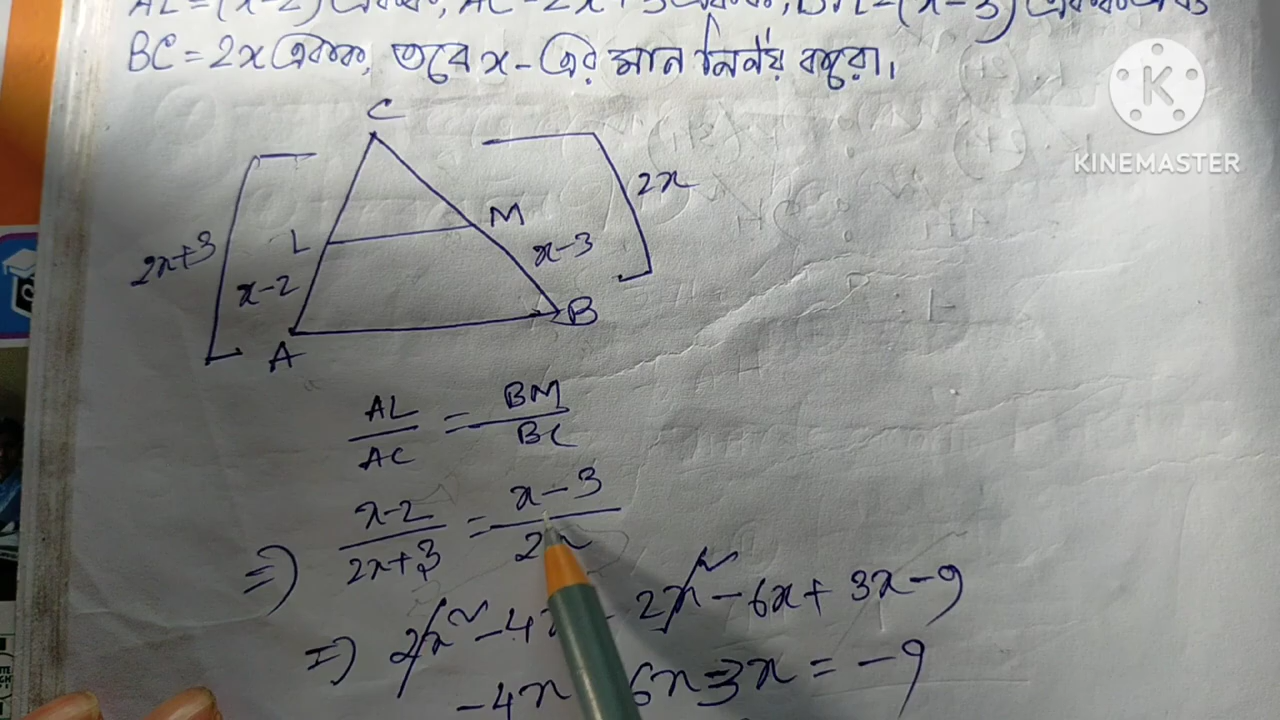 BC = 2x একক, তবে x - এর মান নির্ণয় করো।
K
KINEMASTER
C
2x
L
M
2x+3
x-2
x-3
A
B
AL/AC = BM/BC
⇒) x-2/2x+3 = x-3/2x
⇒) 2x² -4x 2x² -6x + 3x -9
-4x 6x -3x = -9